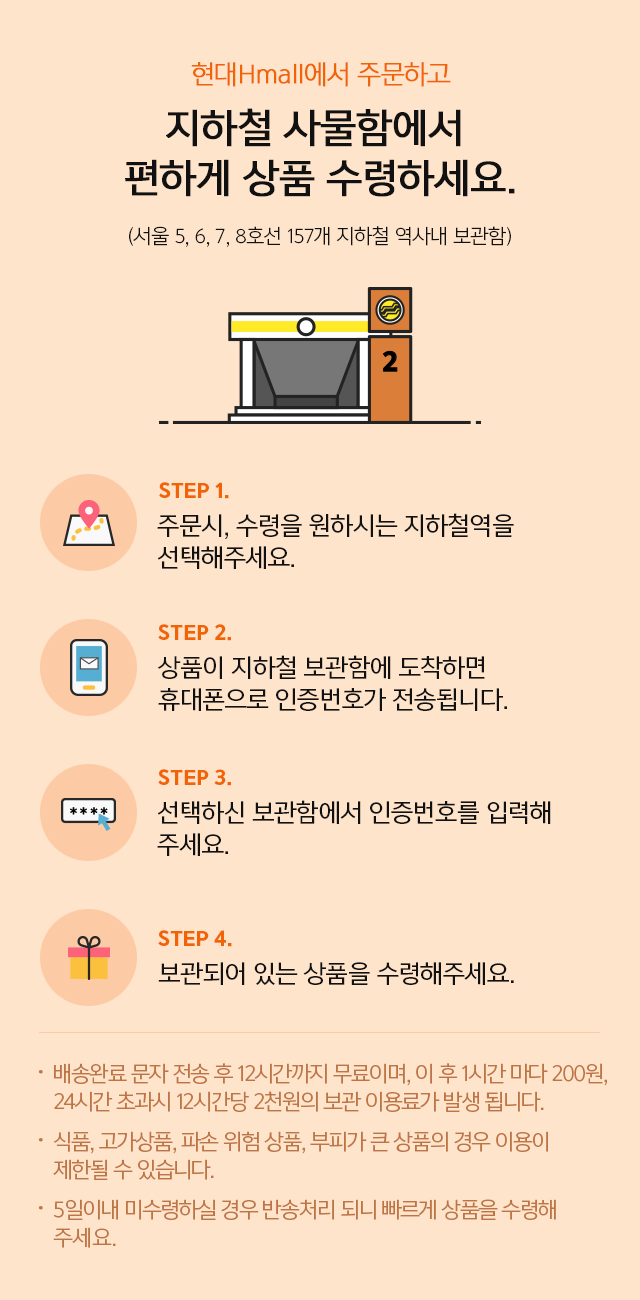 현대Hmall에서 주문하고
지하철 사물함에서
편하게 상품 수령하세요.
(서울 5, 6, 7, 8호선 157개 지하철 역사내 보관함)
2
STEP 1.
주문시, 수령을 원하시는 지하철역을
선택해주세요.
STEP 2.
상품이 지하철 보관함에 도착하면
휴대폰으로 인증번호가 전송됩니다.
STEP 3.
****
선택하신 보관함에서 인증번호를 입력해
주세요.
STEP 4.
보관되어 있는 상품을 수령해주세요.
• 배송완료 문자 전송 후 12시간까지 무료이며, 이 후 1시간 마다 200원,
24시간 초과시 12시간당 2천원의 보관 이용료가 발생 됩니다.
• 식품, 고가상품, 파손 위험 상품, 부피가 큰 상품의 경우 이용이
제한될 수 있습니다.
• 5일이내 미수령하실 경우 반송처리 되니 빠르게 상품을 수령해
주세요.